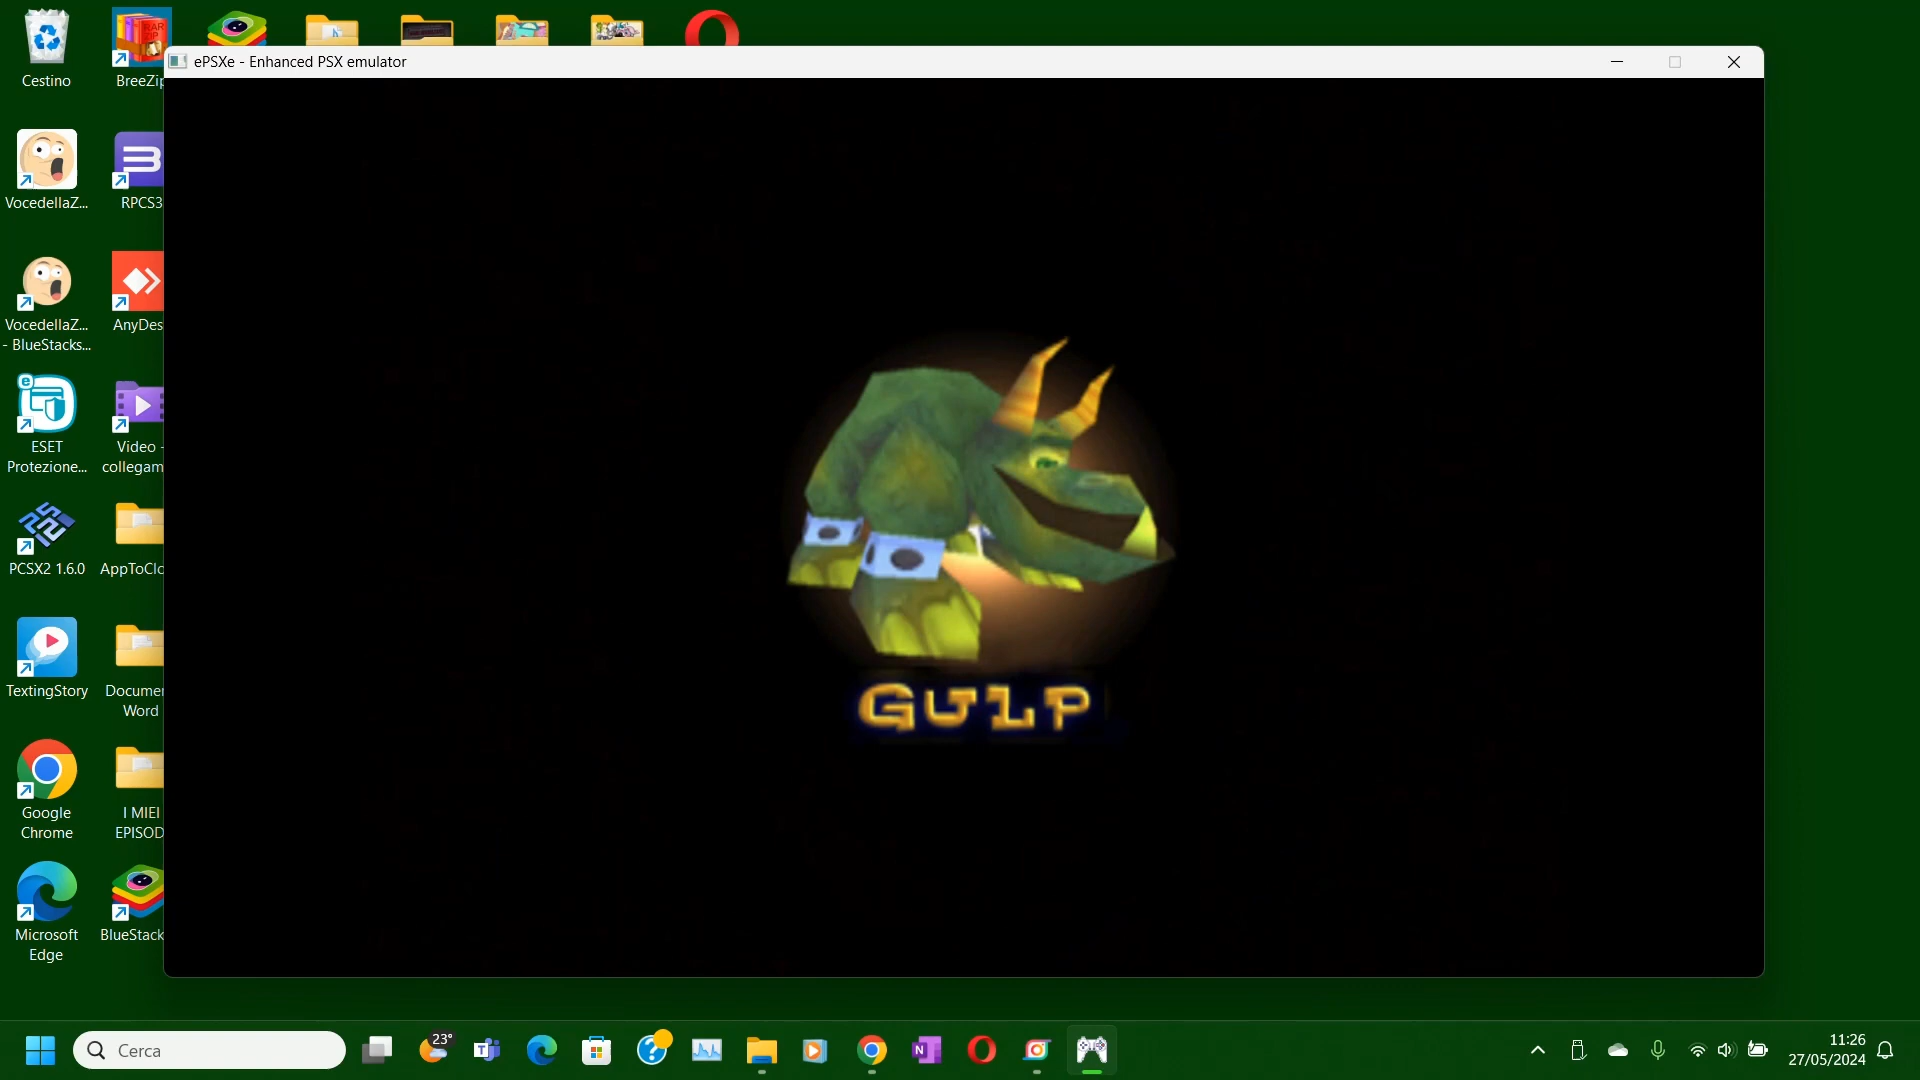 Cestino
BreeZip
ePSXe - Enhanced PSX emulator
VocedellaZ...
RPCS3
VocedellaZ...
- BlueStacks...
AnyDes
ESET
Protezione...
Video -
collegam
PCSX2 1.6.0
AppToClo
TextingStory
Documen
Word
GULP
Google
Chrome
I MIEI
EPISOD
Microsoft
Edge
BlueStack
Cerca
23°
11:26
27/05/2024